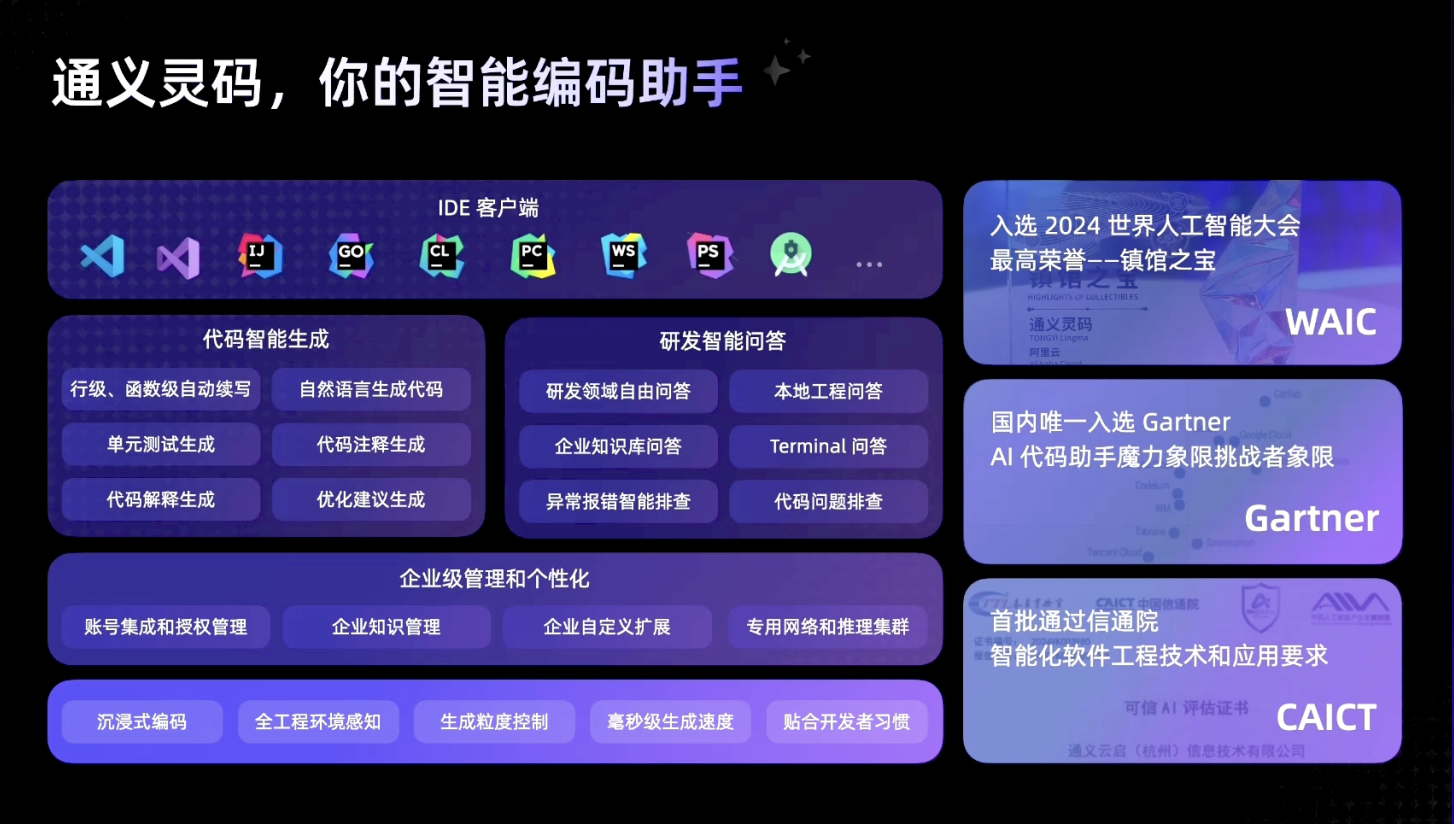 通义灵码，你的智能编码助手
IDE 客户端
IJ
GO
CL
PC
WS
PS
...
代码智能生成
行级、函数级自动续写
自然语言生成代码
单元测试生成
代码注释生成
代码解释生成
优化建议生成
研发智能问答
研发领域自由问答
本地工程问答
企业知识库问答
Terminal 问答
异常报错智能排查
代码问题排查
企业级管理和个性化
账号集成和授权管理
企业知识管理
企业自定义扩展
专用网络和推理集群
沉浸式编码
全工程环境感知
生成粒度控制
毫秒级生成速度
贴合开发者习惯
入选 2024 世界人工智能大会
最高荣誉——镇馆之宝
镇馆之宝
HIGHLIGHTS OF COLLECTIBLES
通义灵码
TONGYI Lingma
阿里云
Alibaba Cloud
WAIC
国内唯一入选 Gartner
AI 代码助手魔力象限挑战者象限
GitHub
Google Cloud
Codeium
IBM
Tabnine
Sourcegraph
Tencent Cloud
Gartner
CAICT 中国信通院
首批通过信通院
智能化软件工程技术和应用要求
可信 AI 评估证书
CAICT
通义云启（杭州）信息技术有限公司